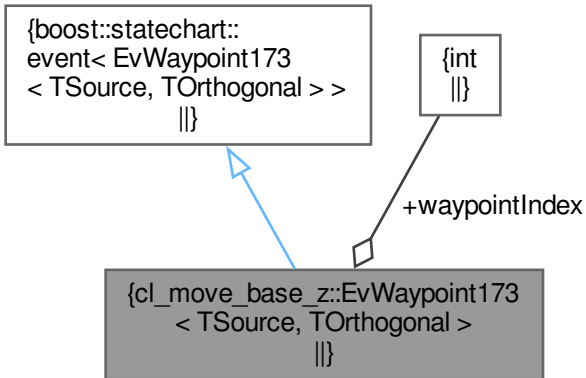 {boost::statechart::
event< EvWaypoint173
< TSource, TOrthogonal > >
||}
{int
||}
+waypointIndex
{cl_move_base_z::EvWaypoint173
< TSource, TOrthogonal >
||}